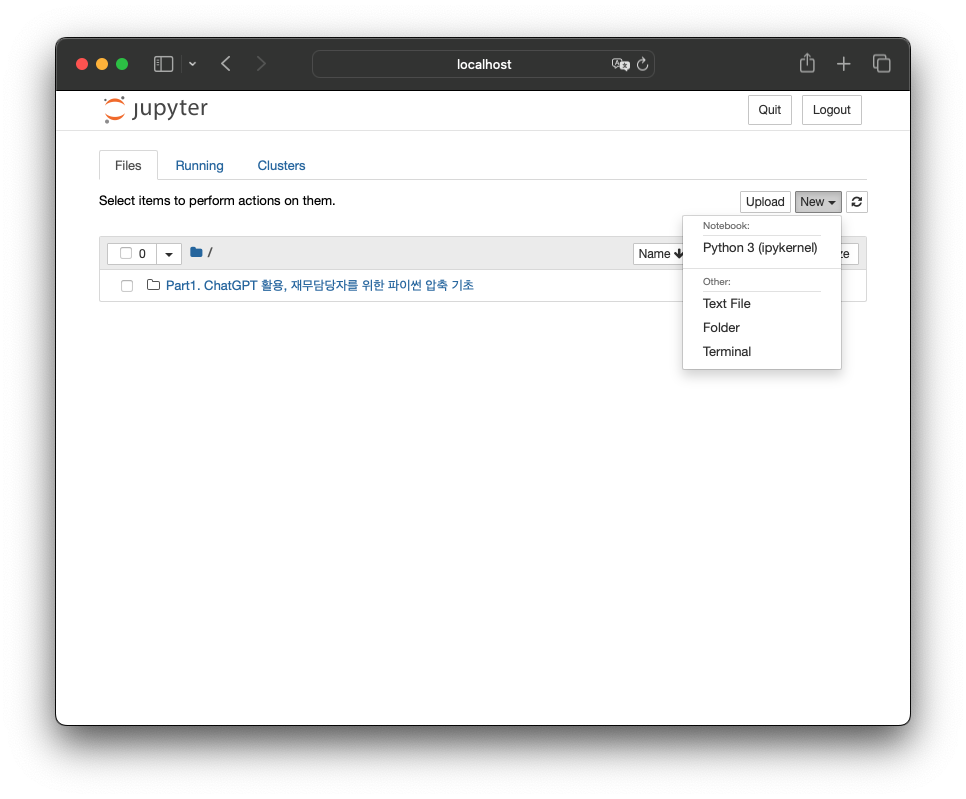 localhost
jupyter
Quit
Logout
Files
Running
Clusters
Select items to perform actions on them.
Upload
New
0
/
Name
ze
Notebook:
Python 3 (ipykernel)
Other:
Text File
Folder
Terminal
Part1. ChatGPT 활용, 재무담당자를 위한 파이썬 압축 기초